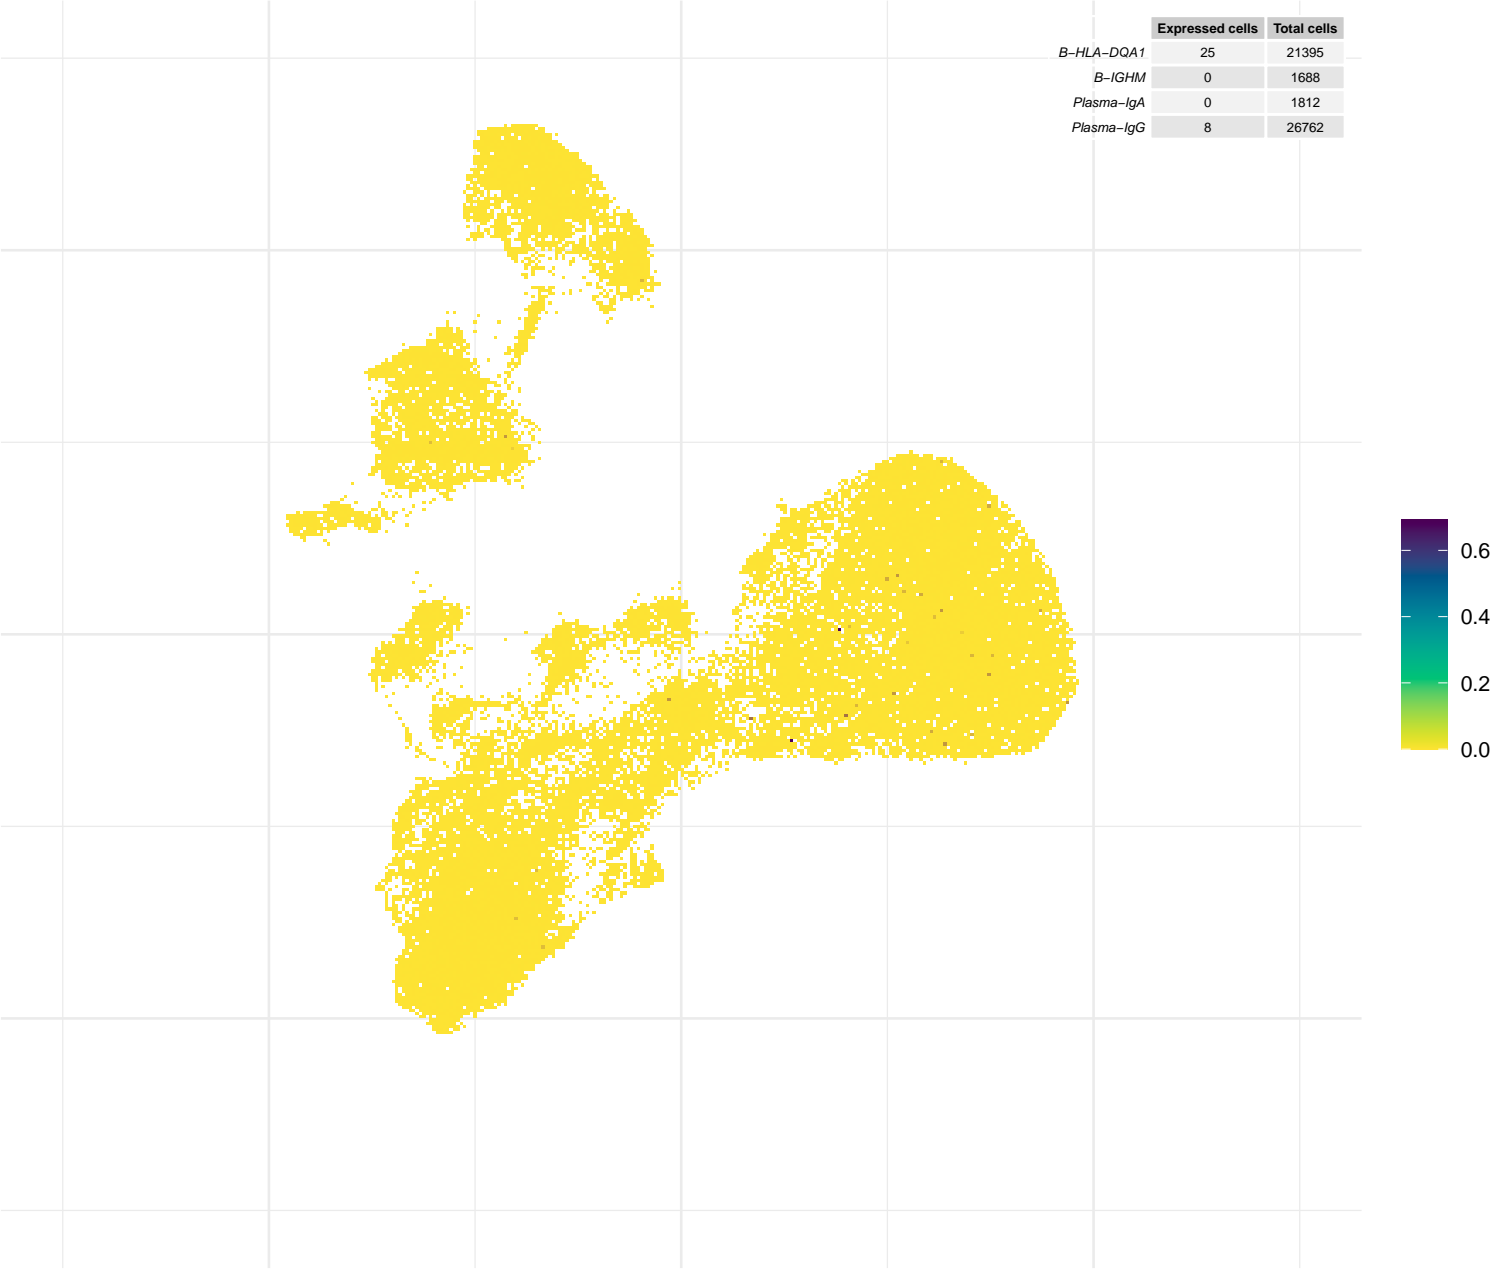 Expressed cells Total cells
B−HLA−DQA1 25 21395
B−IGHM 0 1688
Plasma−IgA 0 1812
Plasma−IgG 8 26762
0.6
0.4
0.2
0.0